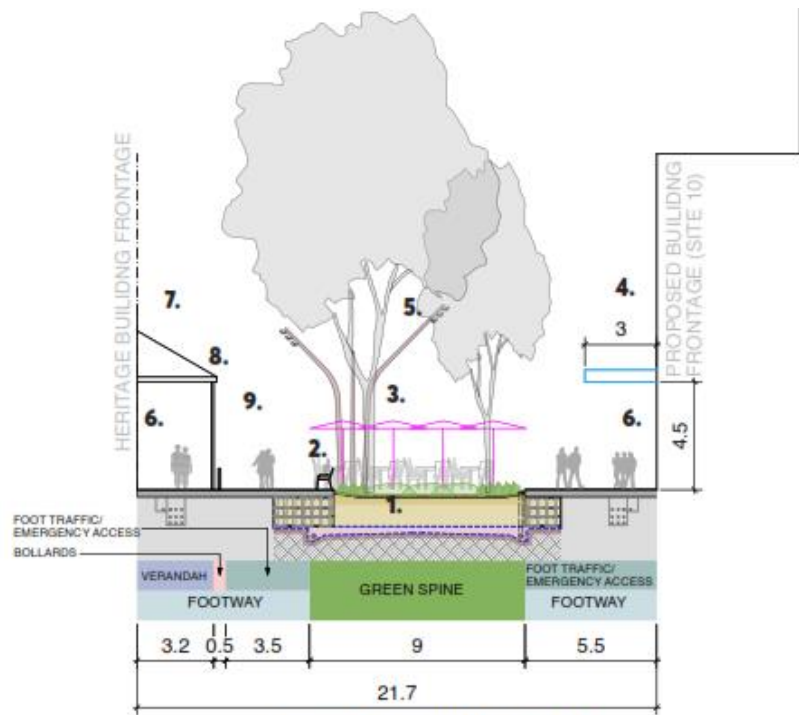 HERITAGE BUILIDNG FRONTAGE
7.
8.
6.
9.
5.
3.
2.
1.
4.
3
6.
4.5
PROPOSED BUILIDNG
FRONTAGE (SITE 10)
FOOT TRAFFIC/
EMERGENCY ACCESS
BOLLARDS
VERANDAH
FOOTWAY
GREEN SPINE
FOOT TRAFFIC/
EMERGENCY ACCESS
FOOTWAY
3.2
0.5
3.5
9
5.5
21.7